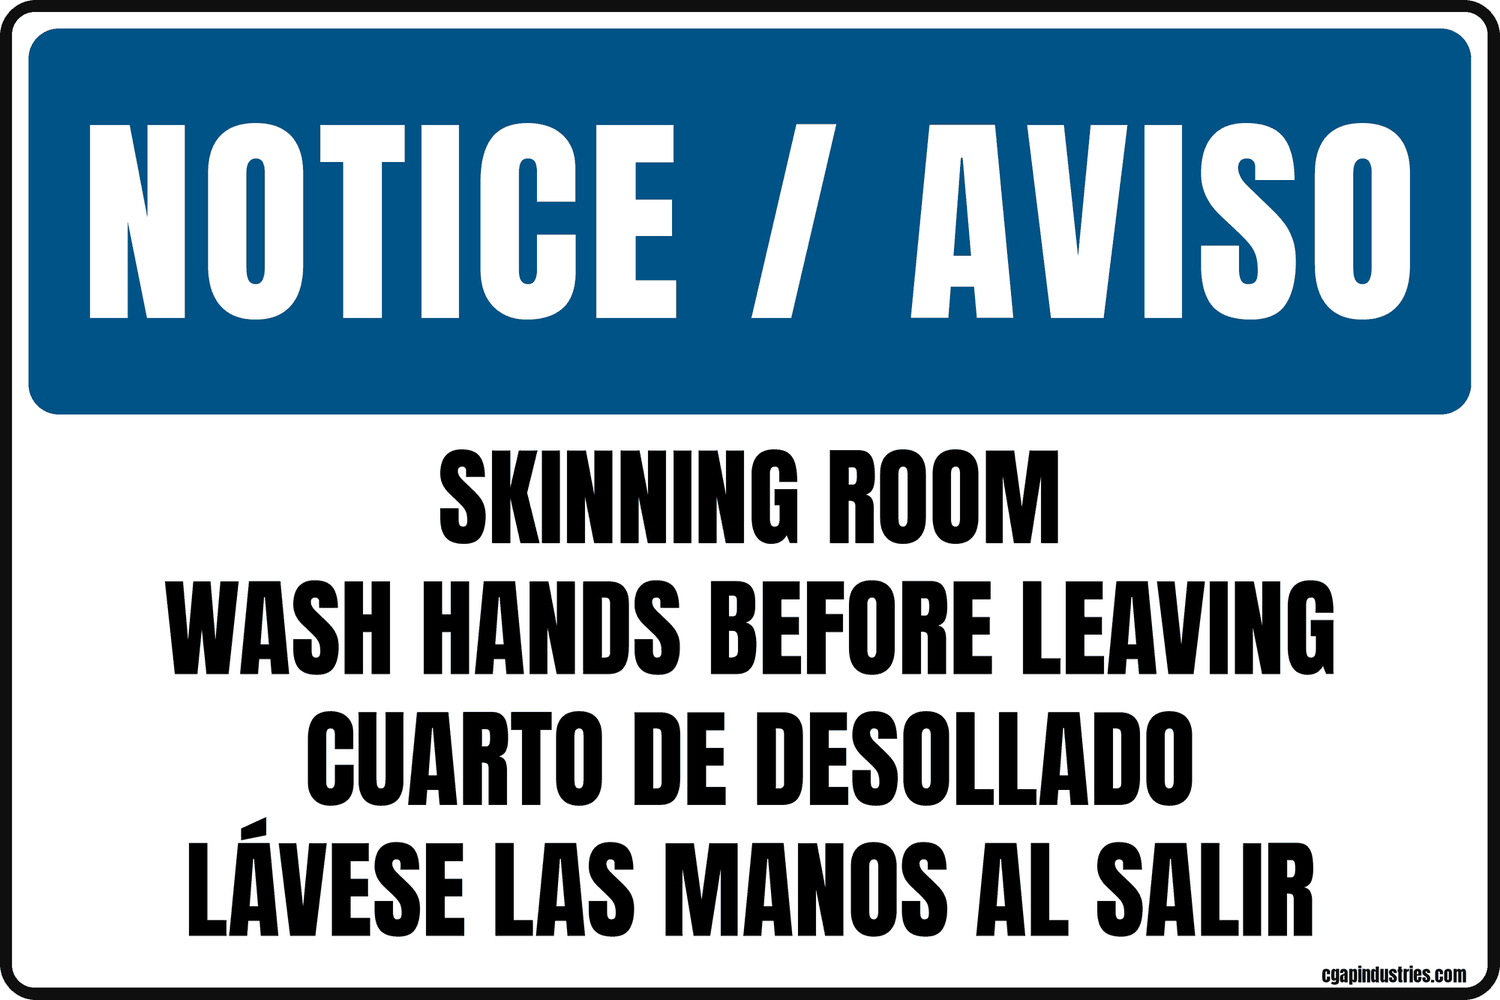 NOTICE / AVISO
SKINNING ROOM
WASH HANDS BEFORE LEAVING
CUARTO DE DESOLLADO
LÁVESE LAS MANOS AL SALIR
cgapindustries.com